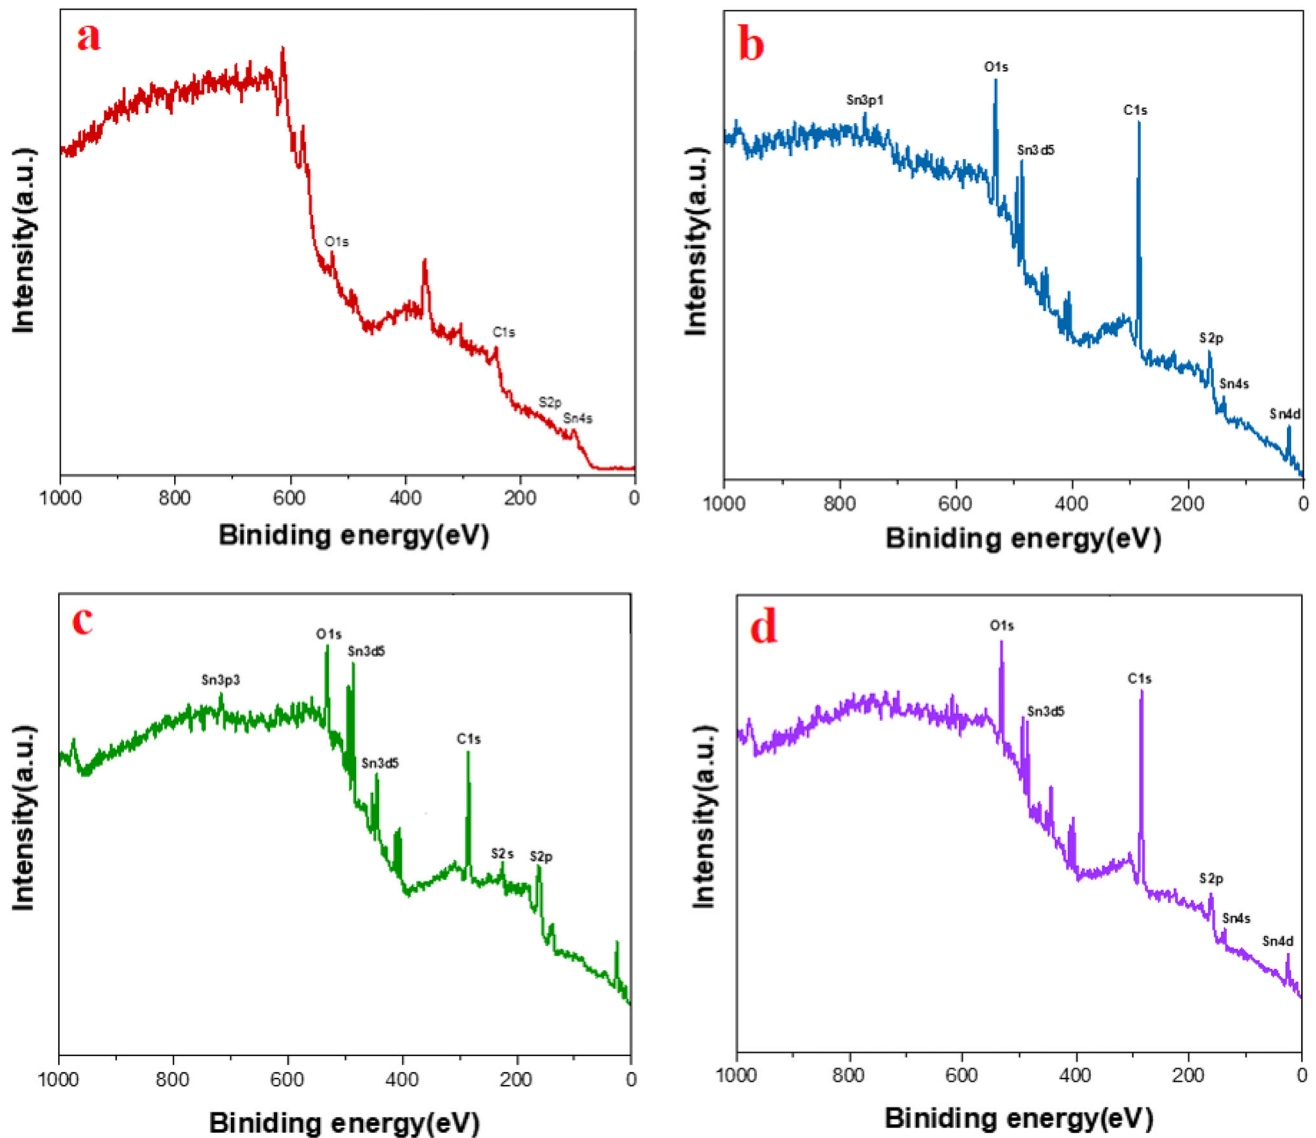 a
O1s
C1s
S2p
Sn4s
Intensity(a.u.)
1000 800 600 400 200 0
Biniding energy(eV)
b
O1s
Sn3p1
C1s
Sn3d5
S2p
Sn4s
Sn4d
Intensity(a.u.)
1000 800 600 400 200 0
Biniding energy(eV)
c
O1s
Sn3d5
Sn3p3
C1s
Sn3d5
S2s S2p
Intensity(a.u.)
1000 800 600 400 200 0
Biniding energy(eV)
d
O1s
C1s
Sn3d5
S2p
Sn4s
Sn4d
Intensity(a.u.)
1000 800 600 400 200 0
Biniding energy(eV)